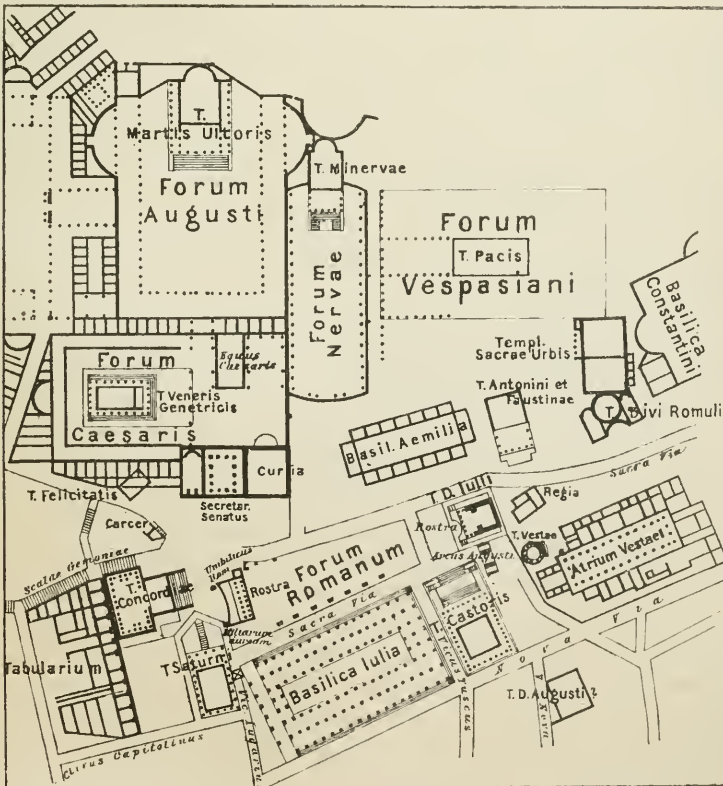 T.
Martis Ultoris
Forum
Augusti
T. Minervae
Forum
Nervae
Forum
T. Pacis
Vespasiani
Basilica
Constantini
Templ.
Sacrae Urbis
T. Antonini et
Faustinae
T. Divi Romuli
Forum
Equus
Caesaris
T Veneris
Genetricis
Caesaris
Basil. Aemilia
Curia
Secretar.
Senatus
T. Felicitatis
Carcer
Scalae Gemoniae
T.
Concordiae
Tabularium
Umbilicus
Rostra
Forum
Romanum
Sacra via
T Saturn
Basilica Iulia
Clivus Capitolinus
T. D. Iuli
Rostra
Arcus Augusti
Regia
T. Vestae
Atrium Vestae
Sacra via
T. Castoris
Vicus Tuscus
Nova Via
T. D. Augusti ?